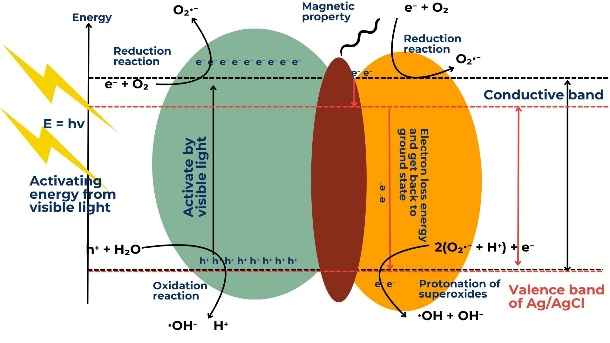 Energy
O₂•⁻
Magnetic
property
e⁻ + O₂
Reduction
reaction
e⁻ + O₂
e⁻ e⁻ e⁻ e⁻ e⁻ e⁻ e⁻ e⁻ e⁻
e⁻ e⁻
Reduction
reaction
O₂•⁻
Conductive band
E = hv
Activating
energy from
visible light
Activate by
visible light
Electron loss energy
and get back to
ground state
e⁻ e⁻
h⁺ + H₂O
h⁺ h⁺ h⁺ h⁺ h⁺ h⁺ h⁺ h⁺
2(O₂•⁻ + H⁺) + e⁻
Oxidation
reaction
e⁻ e⁻
Protonation of
superoxides
Valence band
of Ag/AgCl
•OH⁻ H⁺
•OH + OH⁻